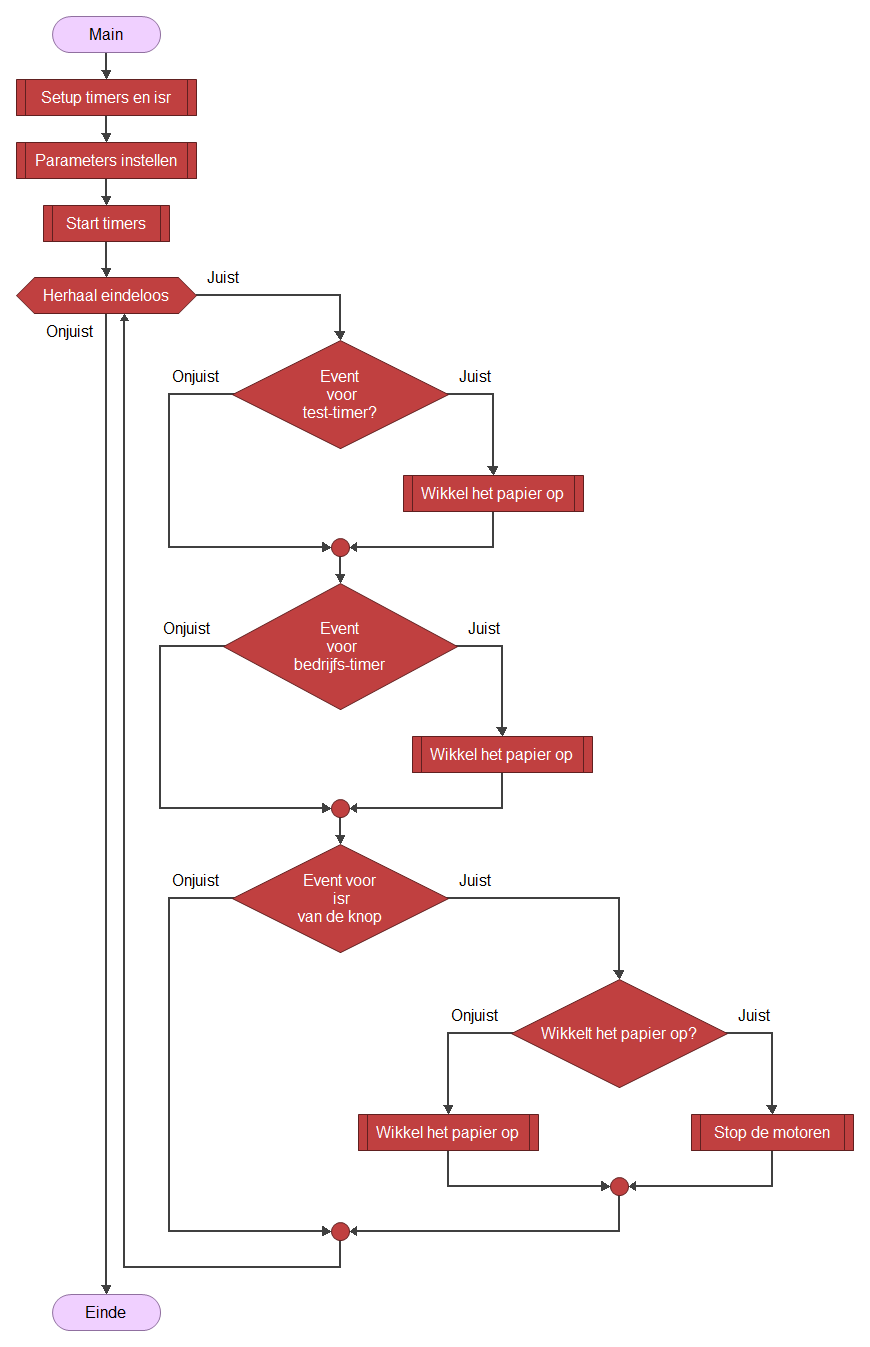 Main
Setup timers en isr
Parameters instellen
Start timers
Herhaal eindeloos
Juist
Onjuist
Event
voor
test-timer?
Onjuist
Juist
Wikkel het papier op
Event
voor
bedrijfs-timer
Onjuist
Juist
Wikkel het papier op
Event voor
isr
van de knop
Onjuist
Juist
Wikkelt het papier op?
Onjuist
Juist
Wikkel het papier op
Stop de motoren
Einde